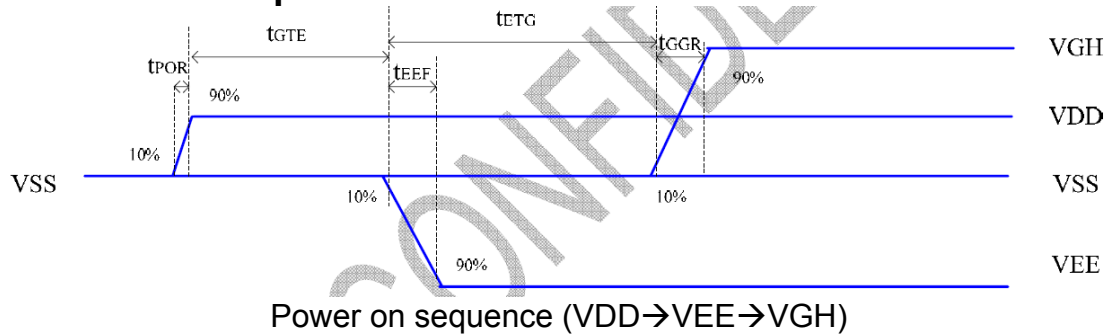 tETG
tGTE
tGGR
VGH
tPOR
tEEF
90%
90%
VDD
10%
VSS
VSS
10%
10%
90%
VEE
Power on sequence (VDD→VEE→VGH)